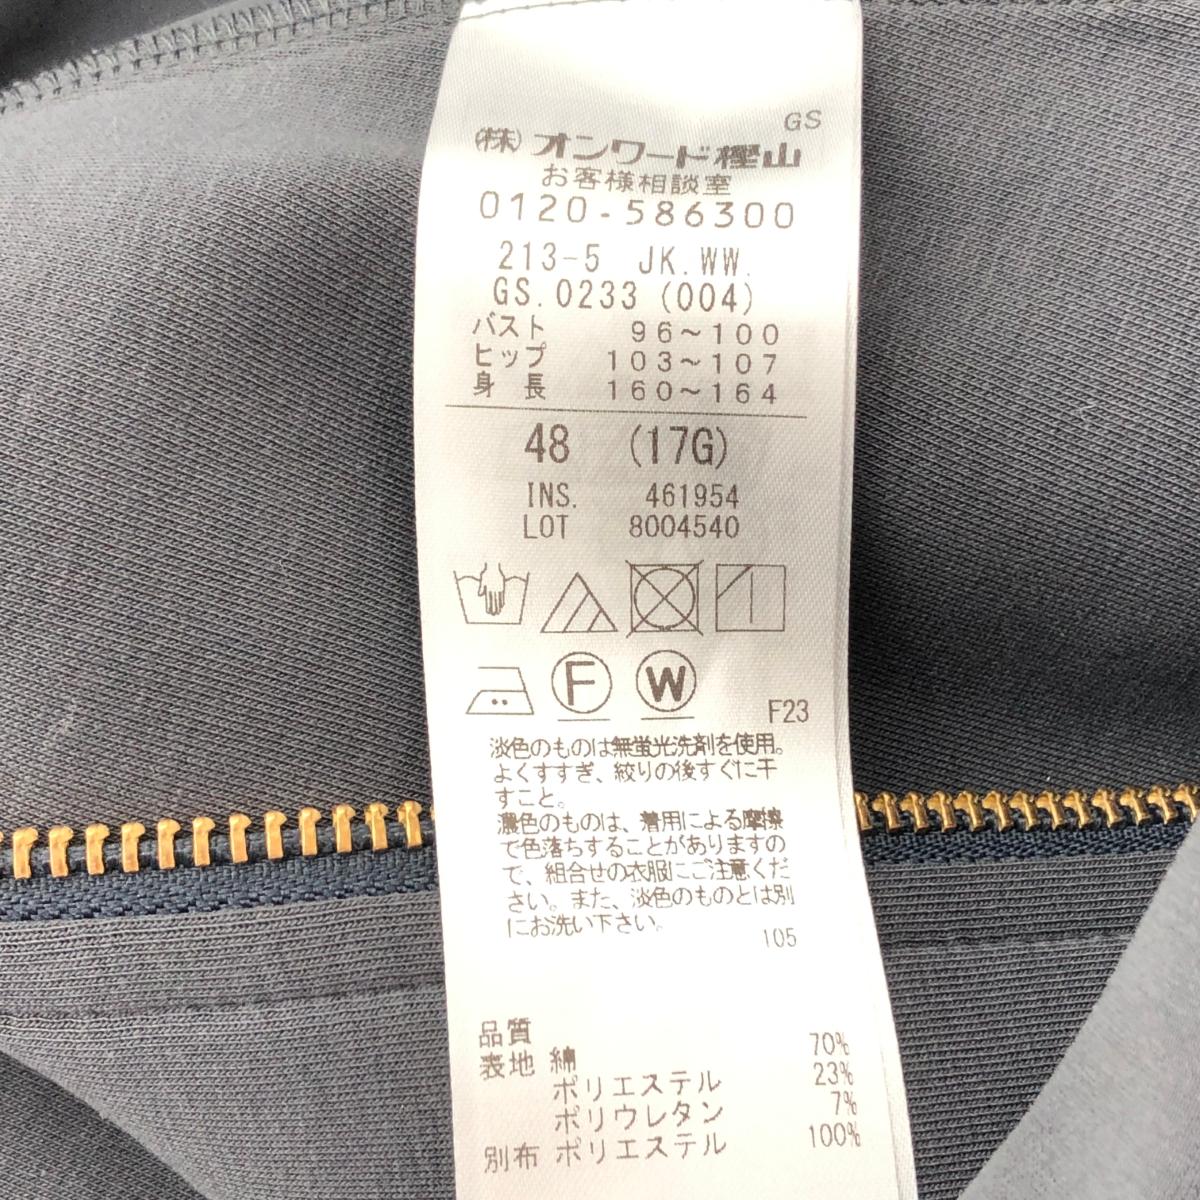 GS
(株)オンワード樫山
お客様相談室
0120-586300
213-5 JK.WW.
GS.0233 (004)
バスト 96〜100
ヒップ 103〜107
身長 160〜164
48 (17G)
INS. 461954
LOT 8004540
F
W
F23
淡色のものは無蛍光洗剤を使用。
よくすすぎ、絞りの後すぐに干
すこと。
濃色のものは、着用による摩擦
で色落ちすることがありますの
で、組合せの衣服にご注意くだ
さい。また、淡色のものとは別
にお洗い下さい。
105
品質
表地 綿 70%
ポリエステル 23%
ポリウレタン 7%
別布 ポリエステル 100%